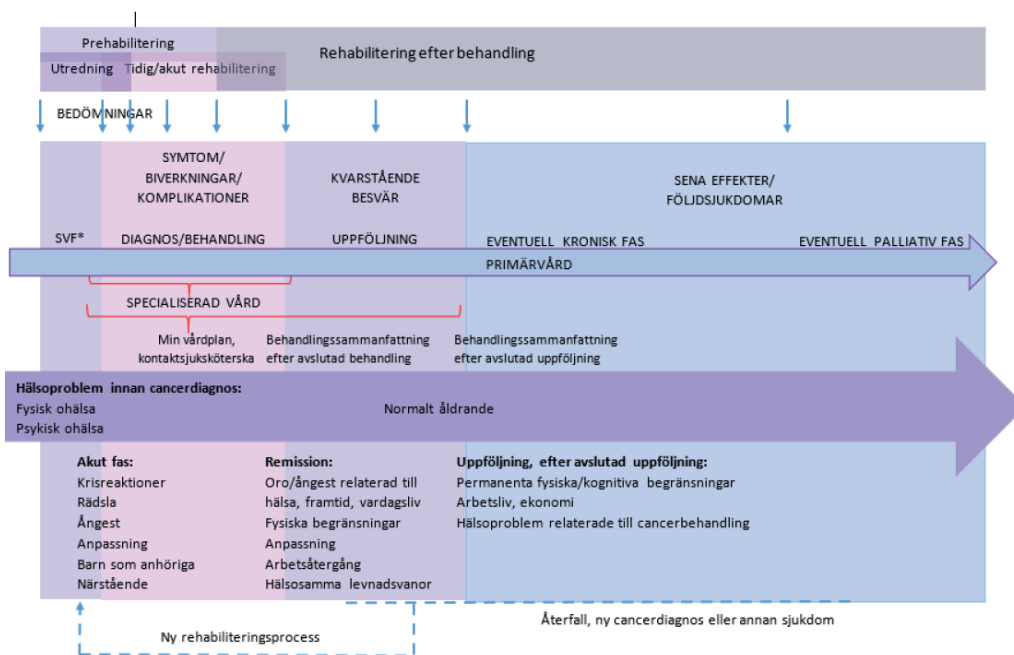 Prehabilitering
Rehabilitering efter behandling
Utredning
Tidig/akut rehabilitering
BEDÖMNINGAR
SYMTOM/
BIVERKNINGAR/
KOMPLIKATIONER
KVARSTÅENDE
BESVÄR
SENA EFFEKTER/
FÖLJDSJUKDOMAR
SVF*
DIAGNOS/BEHANDLING
UPPFÖLJNING
EVENTUELL KRONISK FAS
EVENTUELL PALLIATIV FAS
PRIMÄRVÅRD
SPECIALISERAD VÅRD
Min vårdplan,
kontaktsjuksköterska
Behandlingssammanfattning
efter avslutad behandling
Behandlingssammanfattning
efter avslutad uppföljning
Hälsoproblem innan cancerdiagnos:
Fysisk ohälsa
Psykisk ohälsa
Normalt åldrande
Akut fas:
Krisreaktioner
Rädsla
Ångest
Anpassning
Barn som anhöriga
Närstående
Remission:
Oro/ångest relaterad till
hälsa, framtid, vardagsliv
Fysiska begränsningar
Anpassning
Arbetsåtergång
Hälsosamma levnadsvanor
Uppföljning, efter avslutad uppföljning:
Permanenta fysiska/kognitiva begränsningar
Arbetsliv, ekonomi
Hälsoproblem relaterade till cancerbehandling
Återfall, ny cancerdiagnos eller annan sjukdom
Ny rehabiliteringsprocess